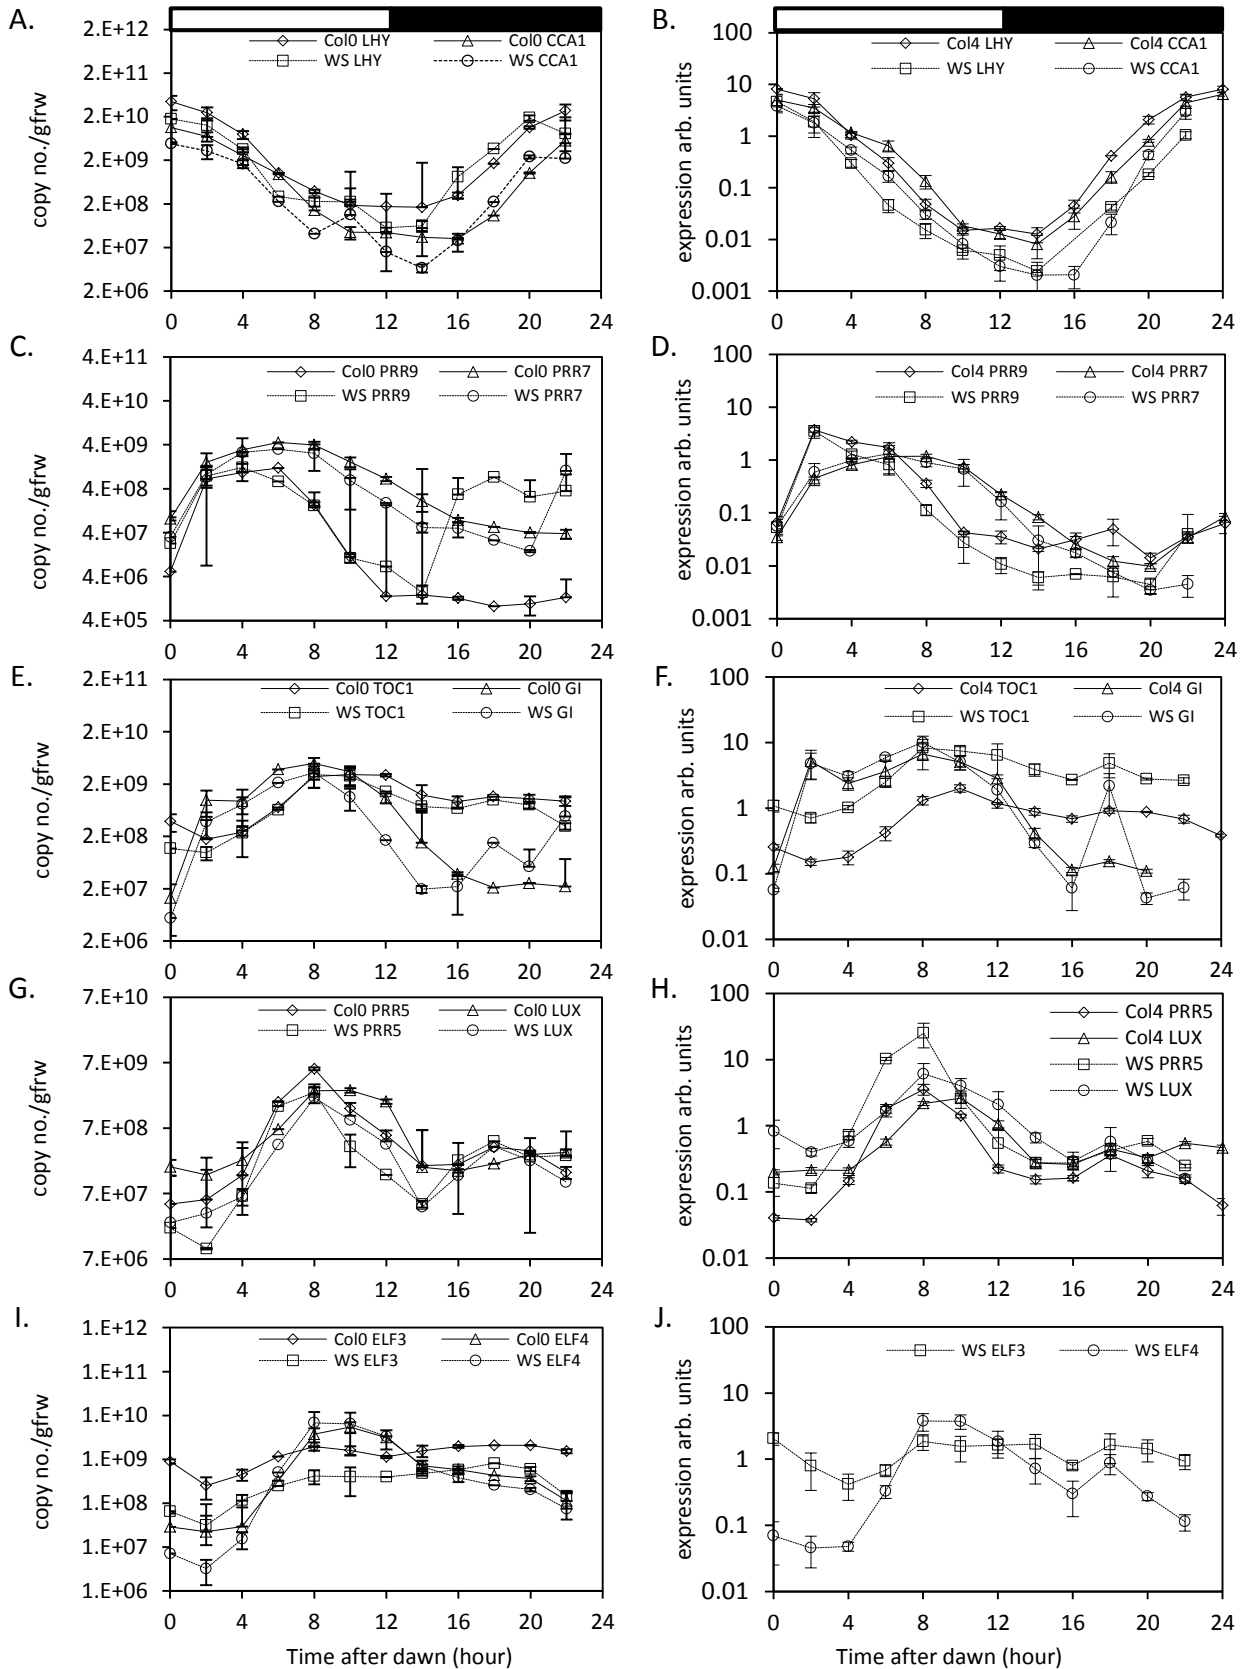 A.
2.E+12
2.E+11
2.E+10
2.E+09
2.E+08
2.E+07
2.E+06
copy no./gfrw
Col0 LHY Col0 CCA1
WS LHY WS CCA1
0 4 8 12 16 20 24
B.
100
10
1
0.1
0.01
0.001
expression arb. units
Col4 LHY Col4 CCA1
WS LHY WS CCA1
0 4 8 12 16 20 24
C.
4.E+11
4.E+10
4.E+09
4.E+08
4.E+07
4.E+06
4.E+05
copy no./gfrw
Col0 PRR9 Col0 PRR7
WS PRR9 WS PRR7
0 4 8 12 16 20 24
D.
100
10
1
0.1
0.01
0.001
expression arb. units
Col4 PRR9 Col4 PRR7
WS PRR9 WS PRR7
0 4 8 12 16 20 24
E.
2.E+11
2.E+10
2.E+09
2.E+08
2.E+07
2.E+06
copy no./gfrw
Col0 TOC1 Col0 GI
WS TOC1 WS GI
0 4 8 12 16 20 24
F.
100
10
1
0.1
0.01
expression arb. units
Col4 TOC1 Col4 GI
WS TOC1 WS GI
0 4 8 12 16 20 24
G.
7.E+10
7.E+09
7.E+08
7.E+07
7.E+06
copy no./gfrw
Col0 PRR5 Col0 LUX
WS PRR5 WS LUX
0 4 8 12 16 20 24
H.
100
10
1
0.1
0.01
expression arb. units
Col4 PRR5
Col4 LUX
WS PRR5
WS LUX
0 4 8 12 16 20 24
I.
1.E+12
1.E+11
1.E+10
1.E+09
1.E+08
1.E+07
1.E+06
copy no./gfrw
Col0 ELF3 Col0 ELF4
WS ELF3 WS ELF4
0 4 8 12 16 20 24
Time after dawn (hour)
J.
100
10
1
0.1
0.01
expression arb. units
WS ELF3 WS ELF4
0 4 8 12 16 20 24
Time after dawn (hour)